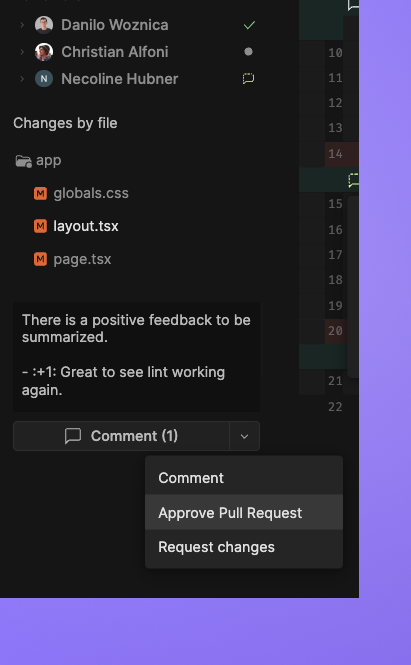 Danilo Woznica
Christian Alfoni
N Necoline Hubner
Changes by file
app
M globals.css
M layout.tsx
M page.tsx
There is a positive feedback to be
summarized.
- :+1: Great to see lint working
again.
Comment (1)
Comment
Approve Pull Request
Request changes
10
11
12
13
14
15
16
17
18
19
20
21
22